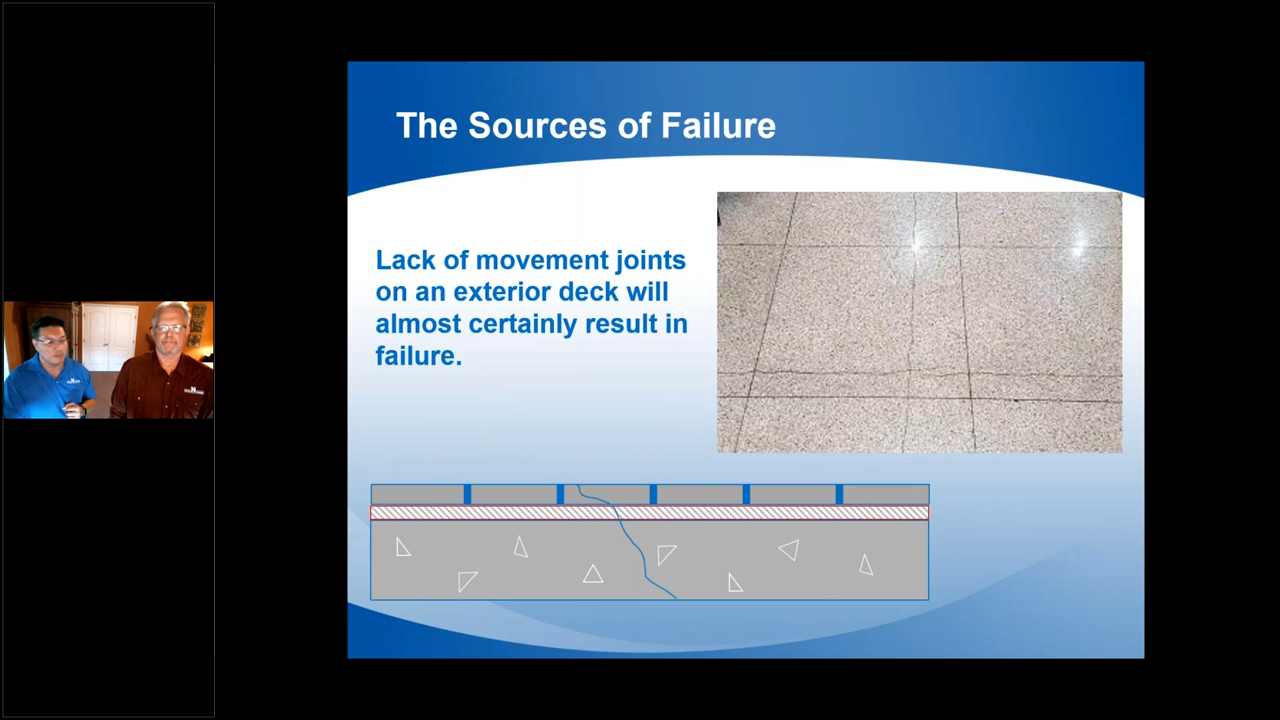 The Sources of Failure
Lack of movement joints
on an exterior deck will
almost certainly result in
failure.